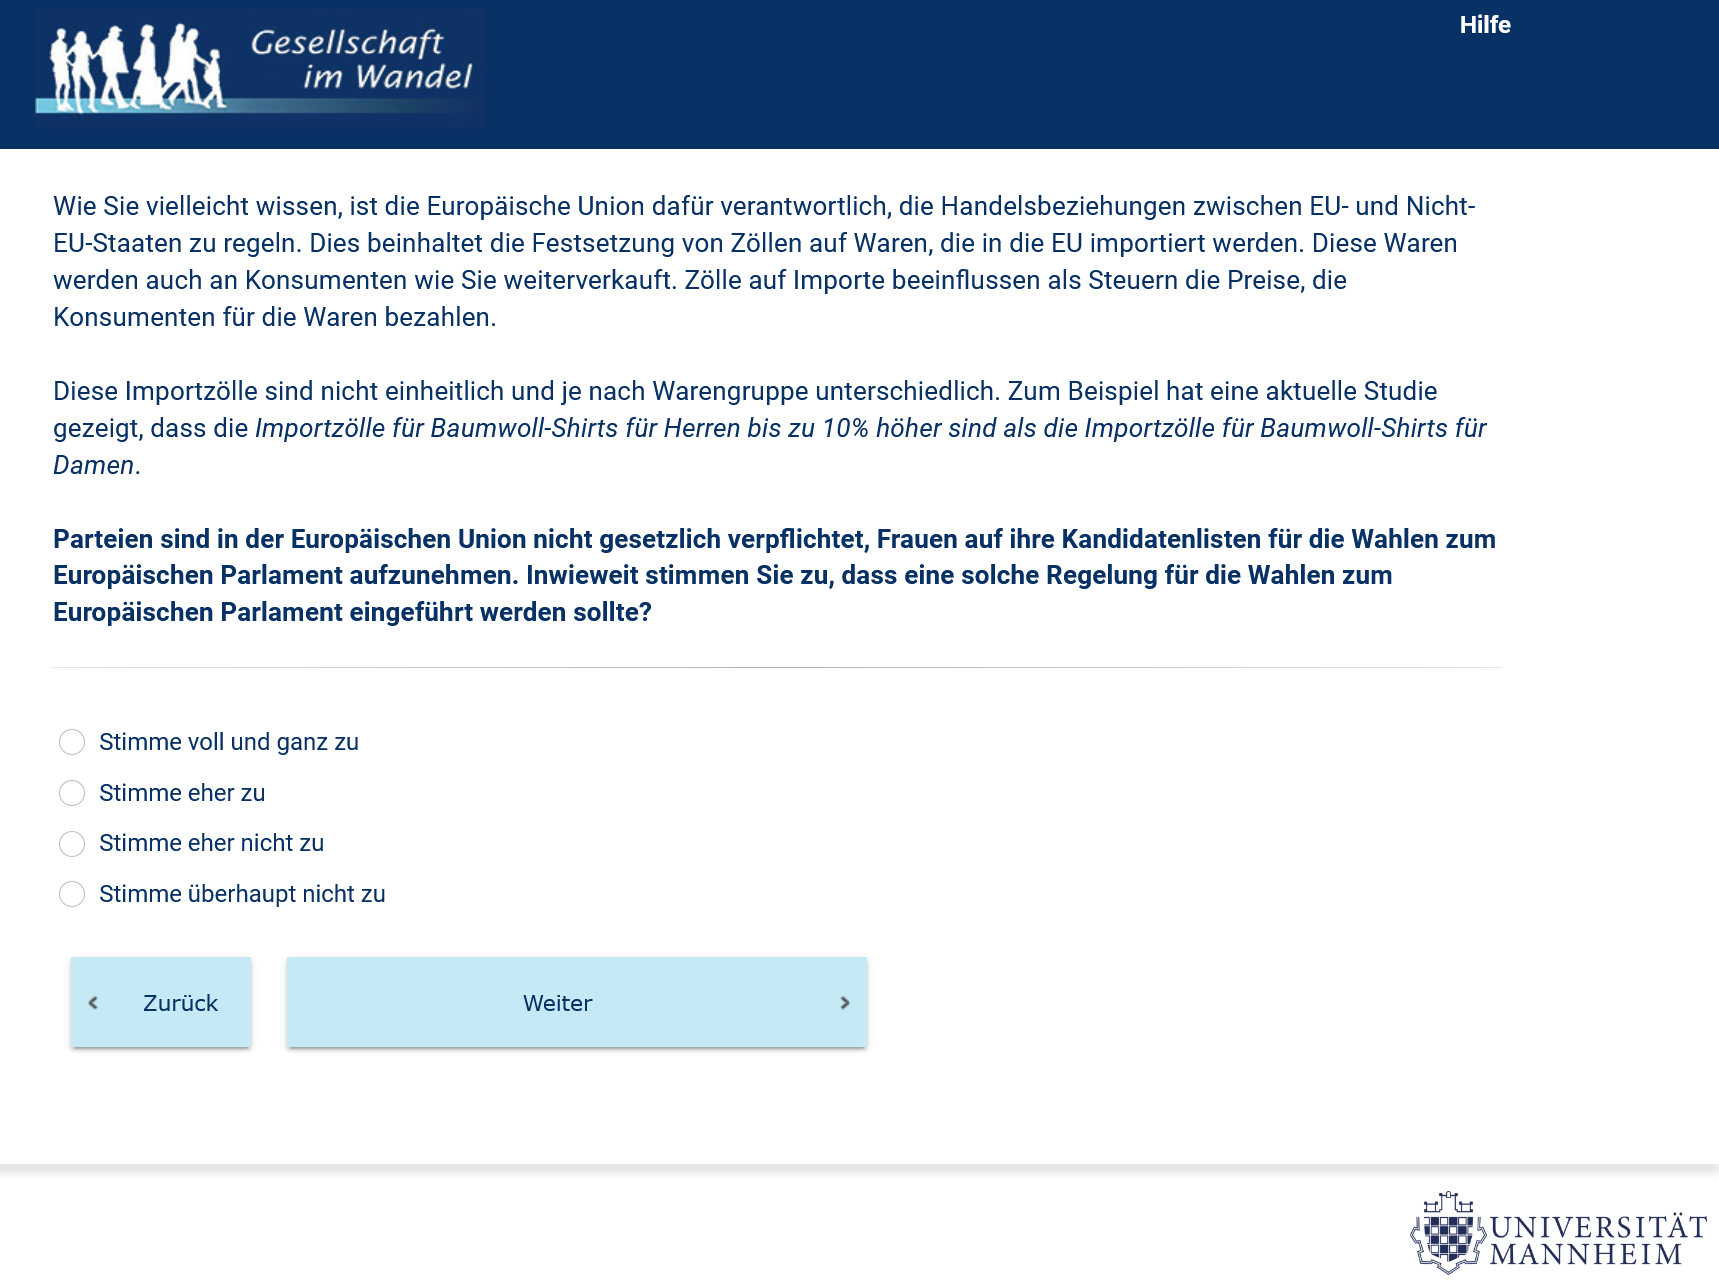 Gesellschaft
im Wandel
Hilfe
Wie Sie vielleicht wissen, ist die Europäische Union dafür verantwortlich, die Handelsbeziehungen zwischen EU- und Nicht-
EU-Staaten zu regeln. Dies beinhaltet die Festsetzung von Zöllen auf Waren, die in die EU importiert werden. Diese Waren
werden auch an Konsumenten wie Sie weiterverkauft. Zölle auf Importe beeinflussen als Steuern die Preise, die
Konsumenten für die Waren bezahlen.
Diese Importzölle sind nicht einheitlich und je nach Warengruppe unterschiedlich. Zum Beispiel hat eine aktuelle Studie
gezeigt, dass die Importzölle für Baumwoll-Shirts für Herren bis zu 10% höher sind als die Importzölle für Baumwoll-Shirts für
Damen.
Parteien sind in der Europäischen Union nicht gesetzlich verpflichtet, Frauen auf ihre Kandidatenlisten für die Wahlen zum
Europäischen Parlament aufzunehmen. Inwieweit stimmen Sie zu, dass eine solche Regelung für die Wahlen zum
Europäischen Parlament eingeführt werden sollte?
Stimme voll und ganz zu
Stimme eher zu
Stimme eher nicht zu
Stimme überhaupt nicht zu
Zurück
Weiter
UNIVERSITÄT
MANNHEIM